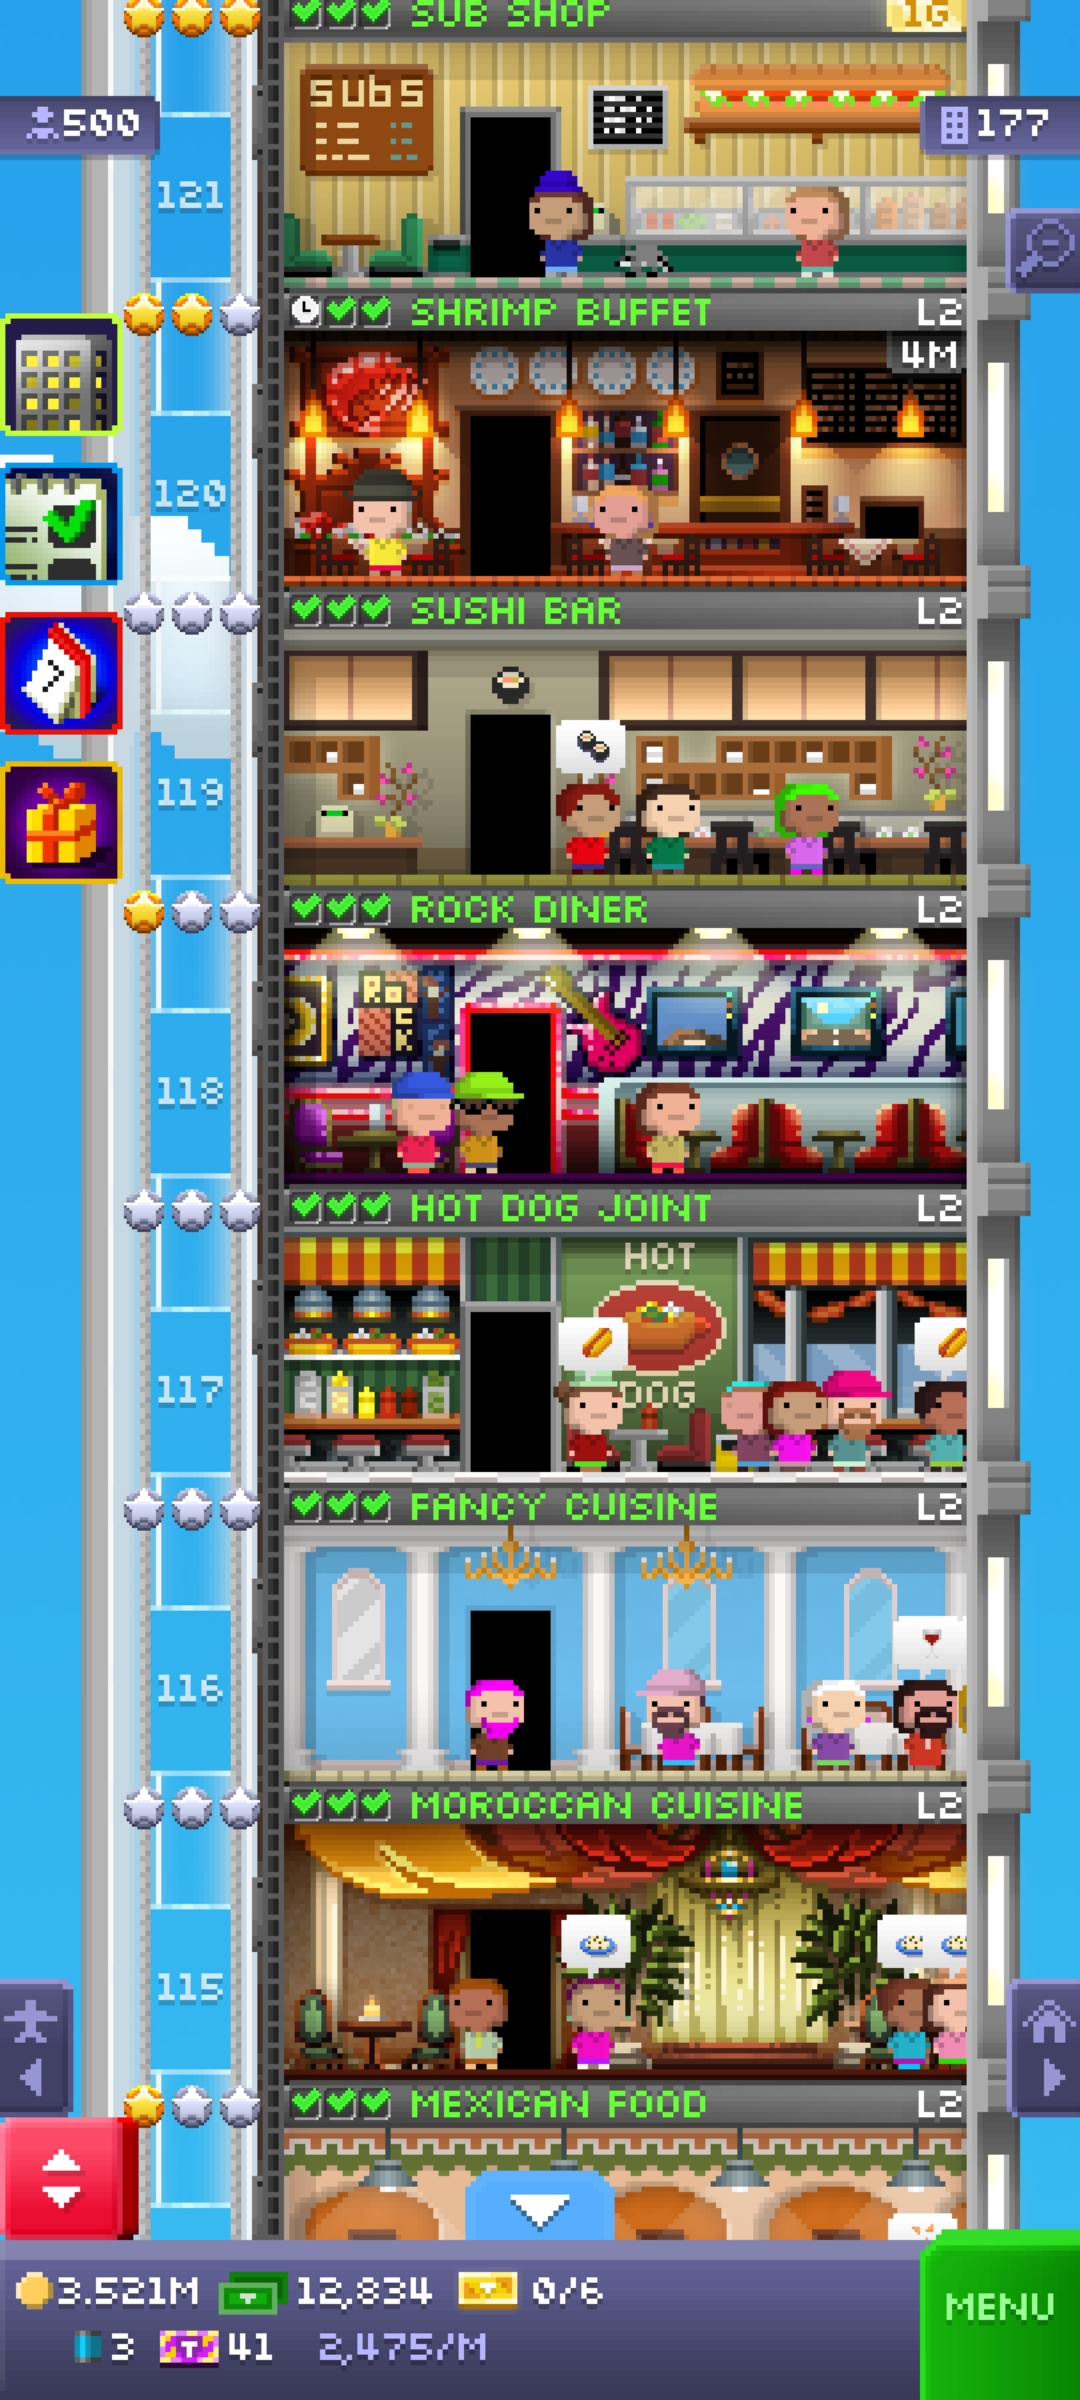 SUB SHOP 1G
subs
500 177
121
SHRIMP BUFFET L2
4M
120
SUSHI BAR L2
119
ROCK DINER L2
ROCK
118
HOT DOG JOINT L2
HOT
117
DOG
FANCY CUISINE L2
116
MOROCCAN CUISINE L2
115
MEXICAN FOOD L2
3.521M 12,834 0/6
MENU
3 T 41 2,475/M